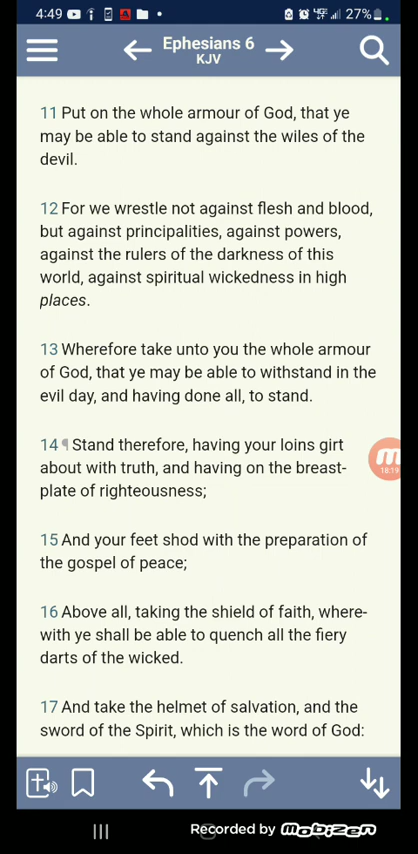 4:49 27%
Ephesians 6
KJV
11 Put on the whole armour of God, that ye
may be able to stand against the wiles of the
devil.
12 For we wrestle not against flesh and blood,
but against principalities, against powers,
against the rulers of the darkness of this
world, against spiritual wickedness in high
places.
13 Wherefore take unto you the whole armour
of God, that ye may be able to withstand in the
evil day, and having done all, to stand.
14 ¶ Stand therefore, having your loins girt
about with truth, and having on the breast-
plate of righteousness;
18:19
15 And your feet shod with the preparation of
the gospel of peace;
16 Above all, taking the shield of faith, where-
with ye shall be able to quench all the fiery
darts of the wicked.
17 And take the helmet of salvation, and the
sword of the Spirit, which is the word of God:
Recorded by mobizen